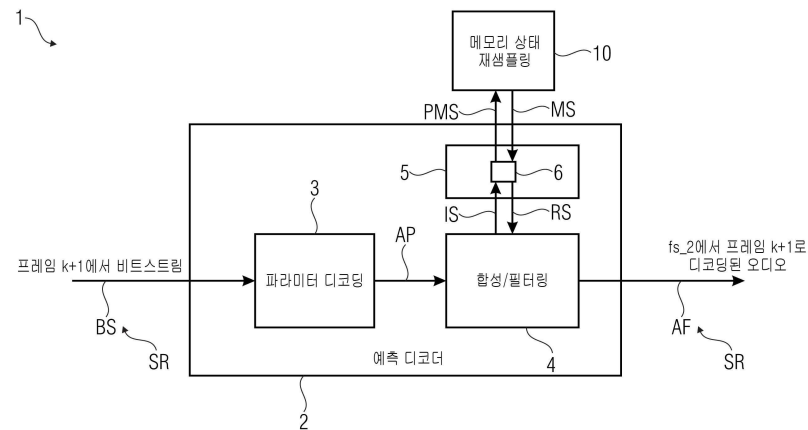 1
메모리 상태
재샘플링
10
PMS
MS
5
6
3
IS
RS
프레임 k+1에서 비트스트림
AP
fs_2에서 프레임 k+1로
디코딩된 오디오
파라미터 디코딩
합성/필터링
BS
SR
AF
SR
예측 디코더
4
2